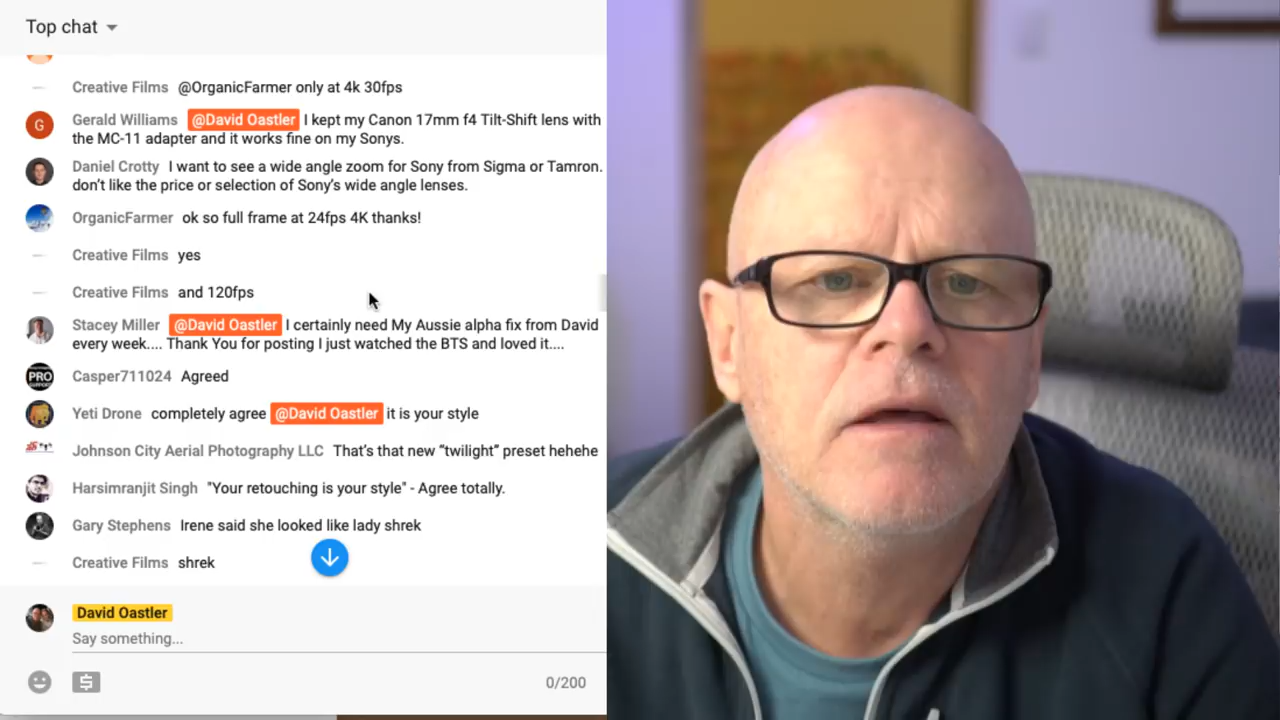 Top chat
Creative Films @OrganicFarmer only at 4k 30fps
G
Gerald Williams @David Oastler I kept my Canon 17mm f4 Tilt-Shift lens with
the MC-11 adapter and it works fine on my Sonys.
Daniel Crotty I want to see a wide angle zoom for Sony from Sigma or Tamron.
don't like the price or selection of Sony's wide angle lenses.
OrganicFarmer ok so full frame at 24fps 4K thanks!
Creative Films yes
Creative Films and 120fps
Stacey Miller @David Oastler I certainly need My Aussie alpha fix from David
every week.... Thank You for posting I just watched the BTS and loved it....
PRO
Casper711024 Agreed
Yeti Drone completely agree @David Oastler it is your style
Johnson City Aerial Photography LLC That's that new “twilight” preset hehehe
Harsimranjit Singh "Your retouching is your style" - Agree totally.
Gary Stephens Irene said she looked like lady shrek
Creative Films shrek
David Oastler
Say something...
$
0/200